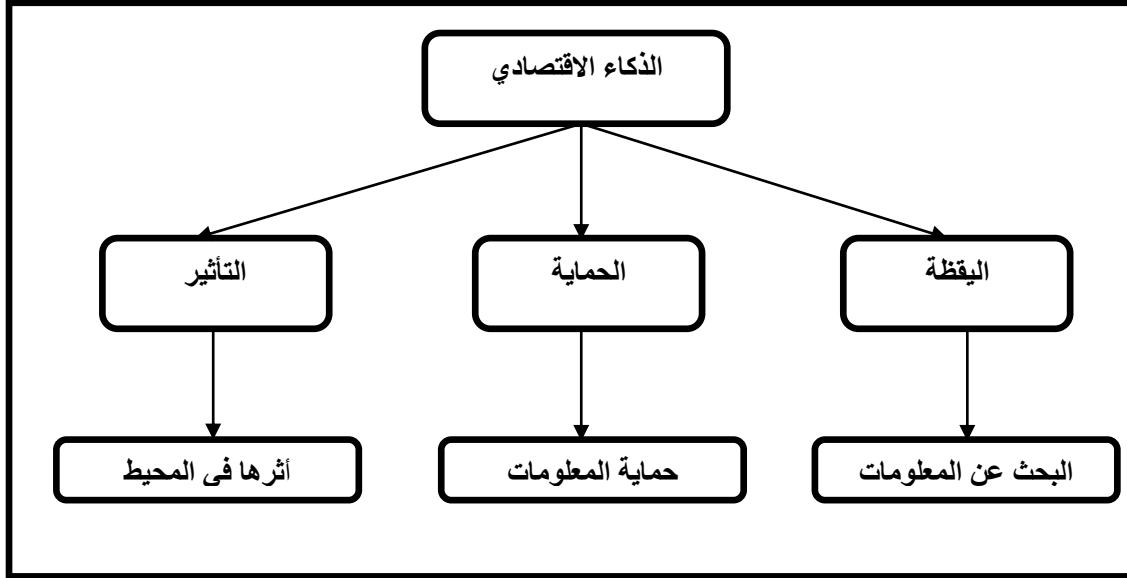 الذكاء الاقتصادي
اليقظة
الحماية
التأثير
البحث عن المعلومات
حماية المعلومات
أثرها فى المحيط